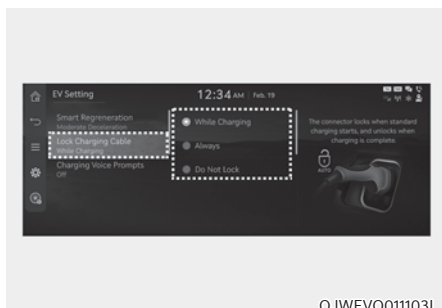 EV Setting
12:34 AM
Feb. 19
Smart Regreneration
Moderate Deceleration
Lock Charging Cable
While Charging
Charging Voice Prompts
Off
While Charging
Always
Do Not Lock
The connector locks when standard
charging starts, and unlocks when
charging is complete.
AUTO